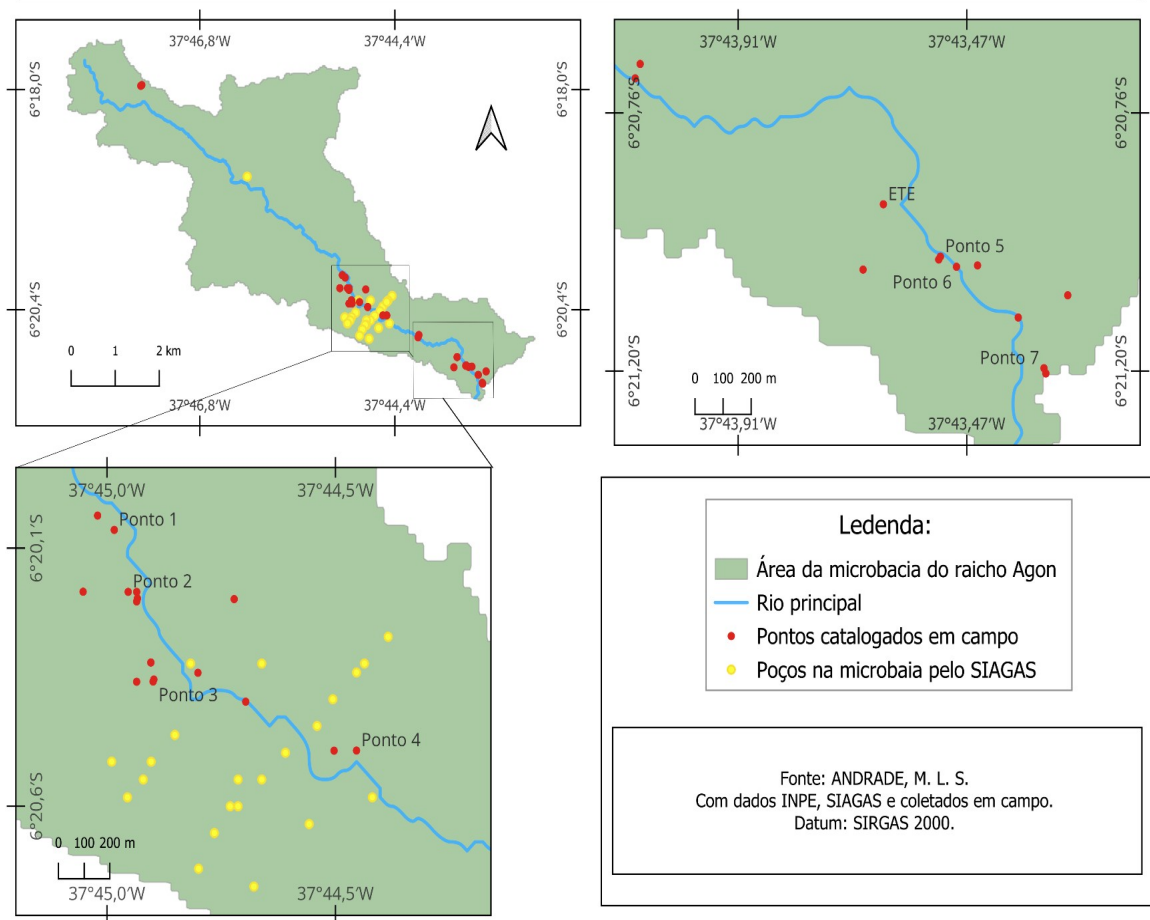 37°46,8'W
37°44,4'W
6°18,0'S
6°18,0'S
6°20,4'S
6°20,4'S
0 1 2 km
37°46,8'W
37°44,4'W
37°43,91'W
37°43,47'W
6°20,76'S
6°20,76'S
ETE
Ponto 5
Ponto 6
Ponto 7
6°21,20'S
6°21,20'S
0 100 200 m
37°43,91'W
37°43,47'W
37°45,0'W
37°44,5'W
Ponto 1
6°20,1'S
Ponto 2
Ponto 3
Ponto 4
6°20,6'S
0 100 200 m
37°45,0'W
37°44,5'W
Ledenda:
Área da microbacia do raicho Agon
Rio principal
Pontos catalogados em campo
Poços na microbaia pelo SIAGAS
Fonte: ANDRADE, M. L. S.
Com dados INPE, SIAGAS e coletados em campo.
Datum: SIRGAS 2000.